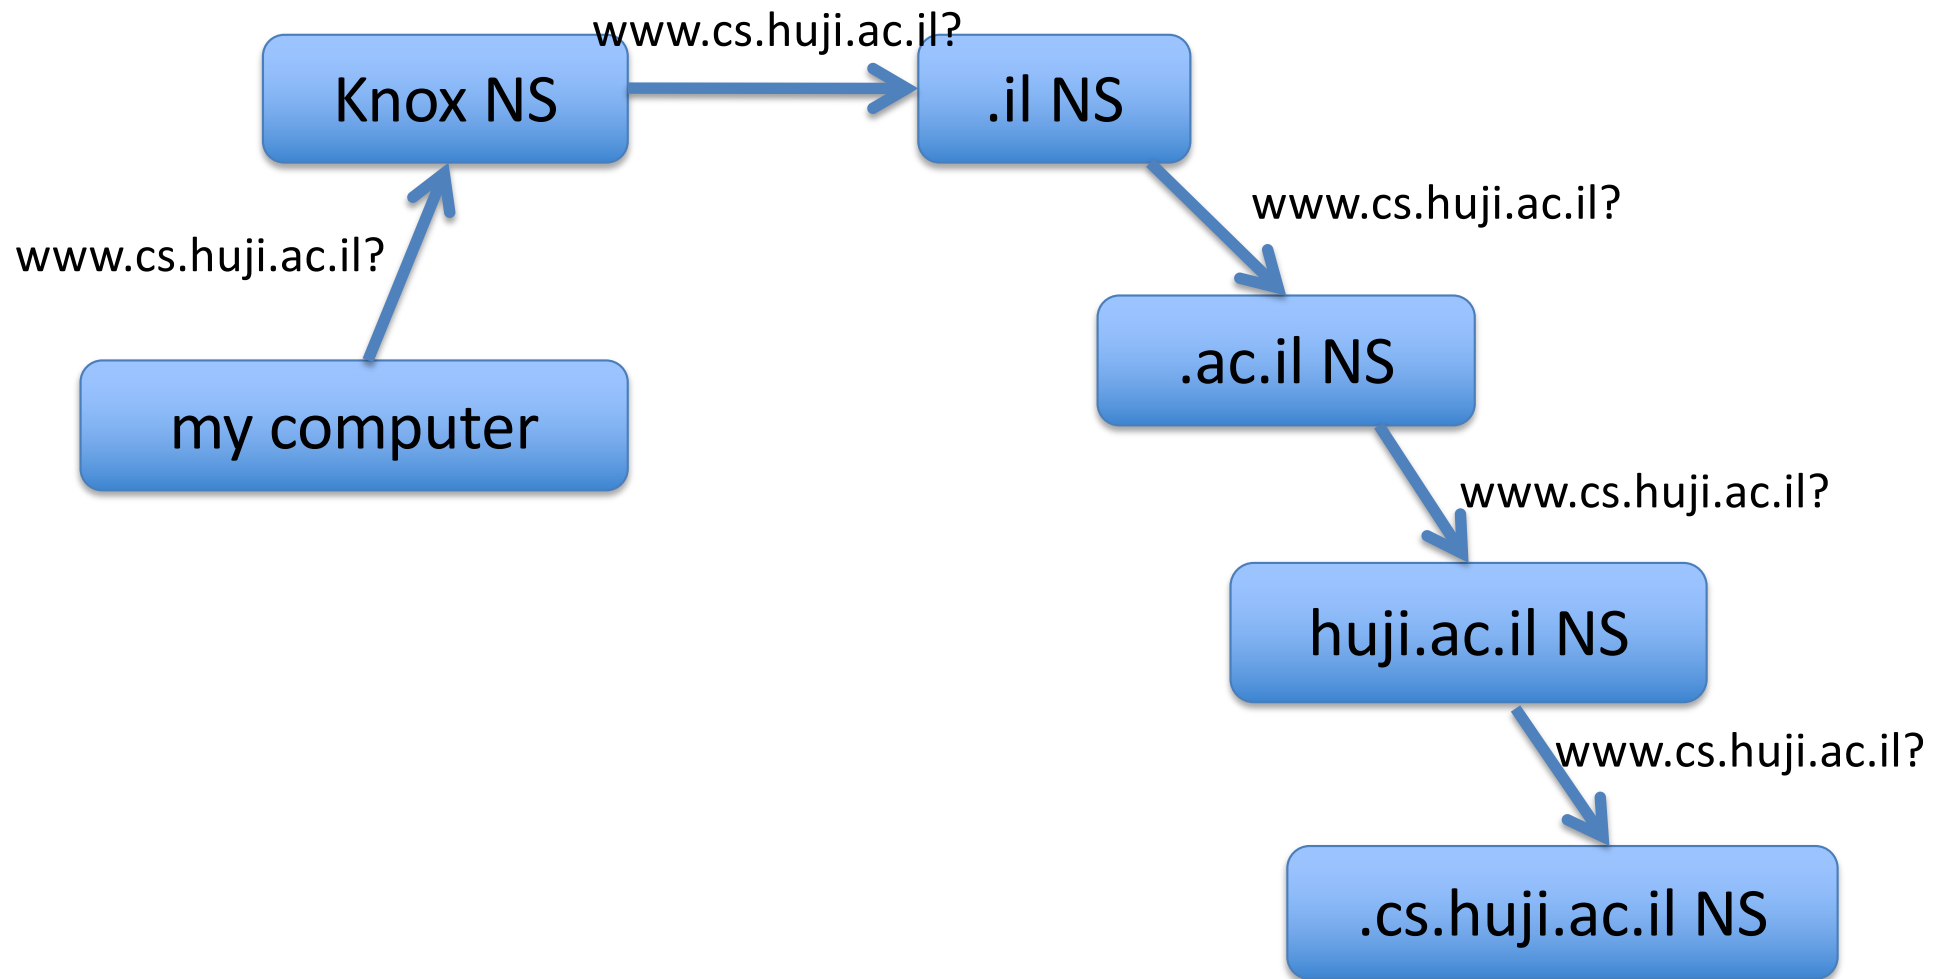 www.cs.huji.ac.il?
Knox NS
.il NS
www.cs.huji.ac.il?
www.cs.huji.ac.il?
.ac.il NS
my computer
www.cs.huji.ac.il?
huji.ac.il NS
www.cs.huji.ac.il?
.cs.huji.ac.il NS